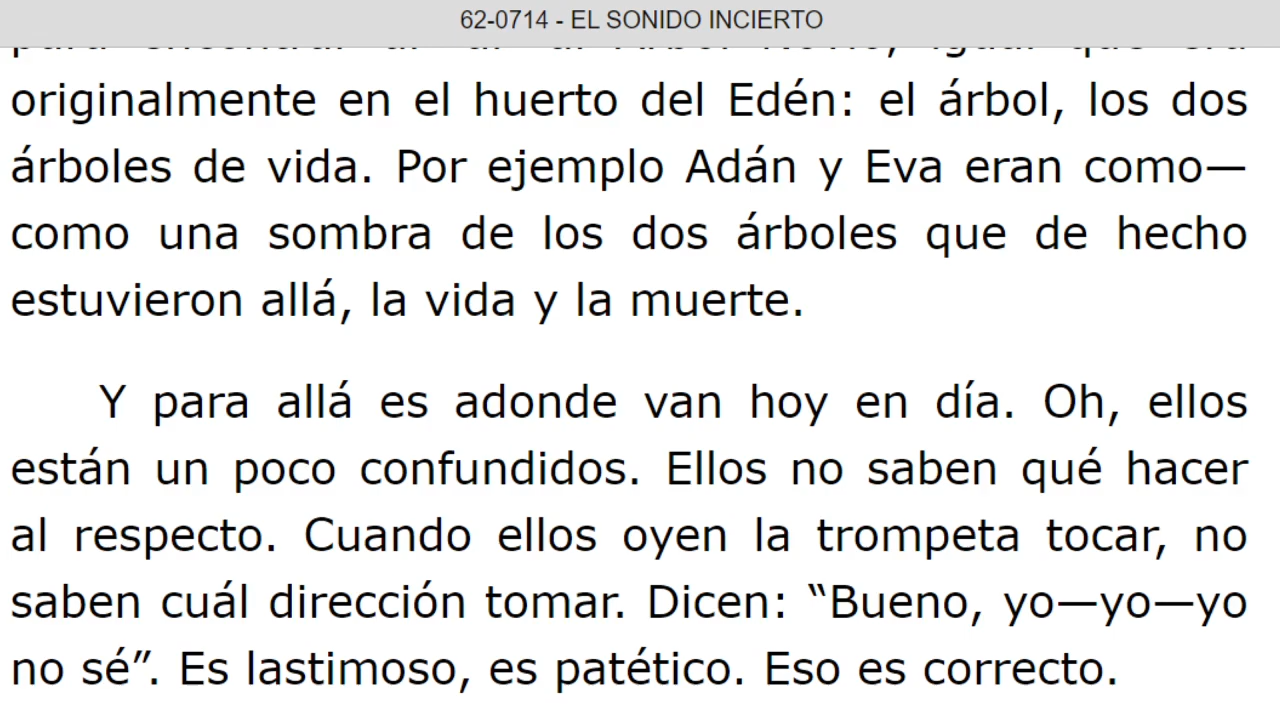 62-0714 - EL SONIDO INCIERTO
originalmente en el huerto del Edén: el árbol, los dos
árboles de vida. Por ejemplo Adán y Eva eran como—
como una sombra de los dos árboles que de hecho
estuvieron allá, la vida y la muerte.
Y para allá es adonde van hoy en día. Oh, ellos
están un poco confundidos. Ellos no saben qué hacer
al respecto. Cuando ellos oyen la trompeta tocar, no
saben cuál dirección tomar. Dicen: “Bueno, yo—yo—yo
no sé”. Es lastimoso, es patético. Eso es correcto.